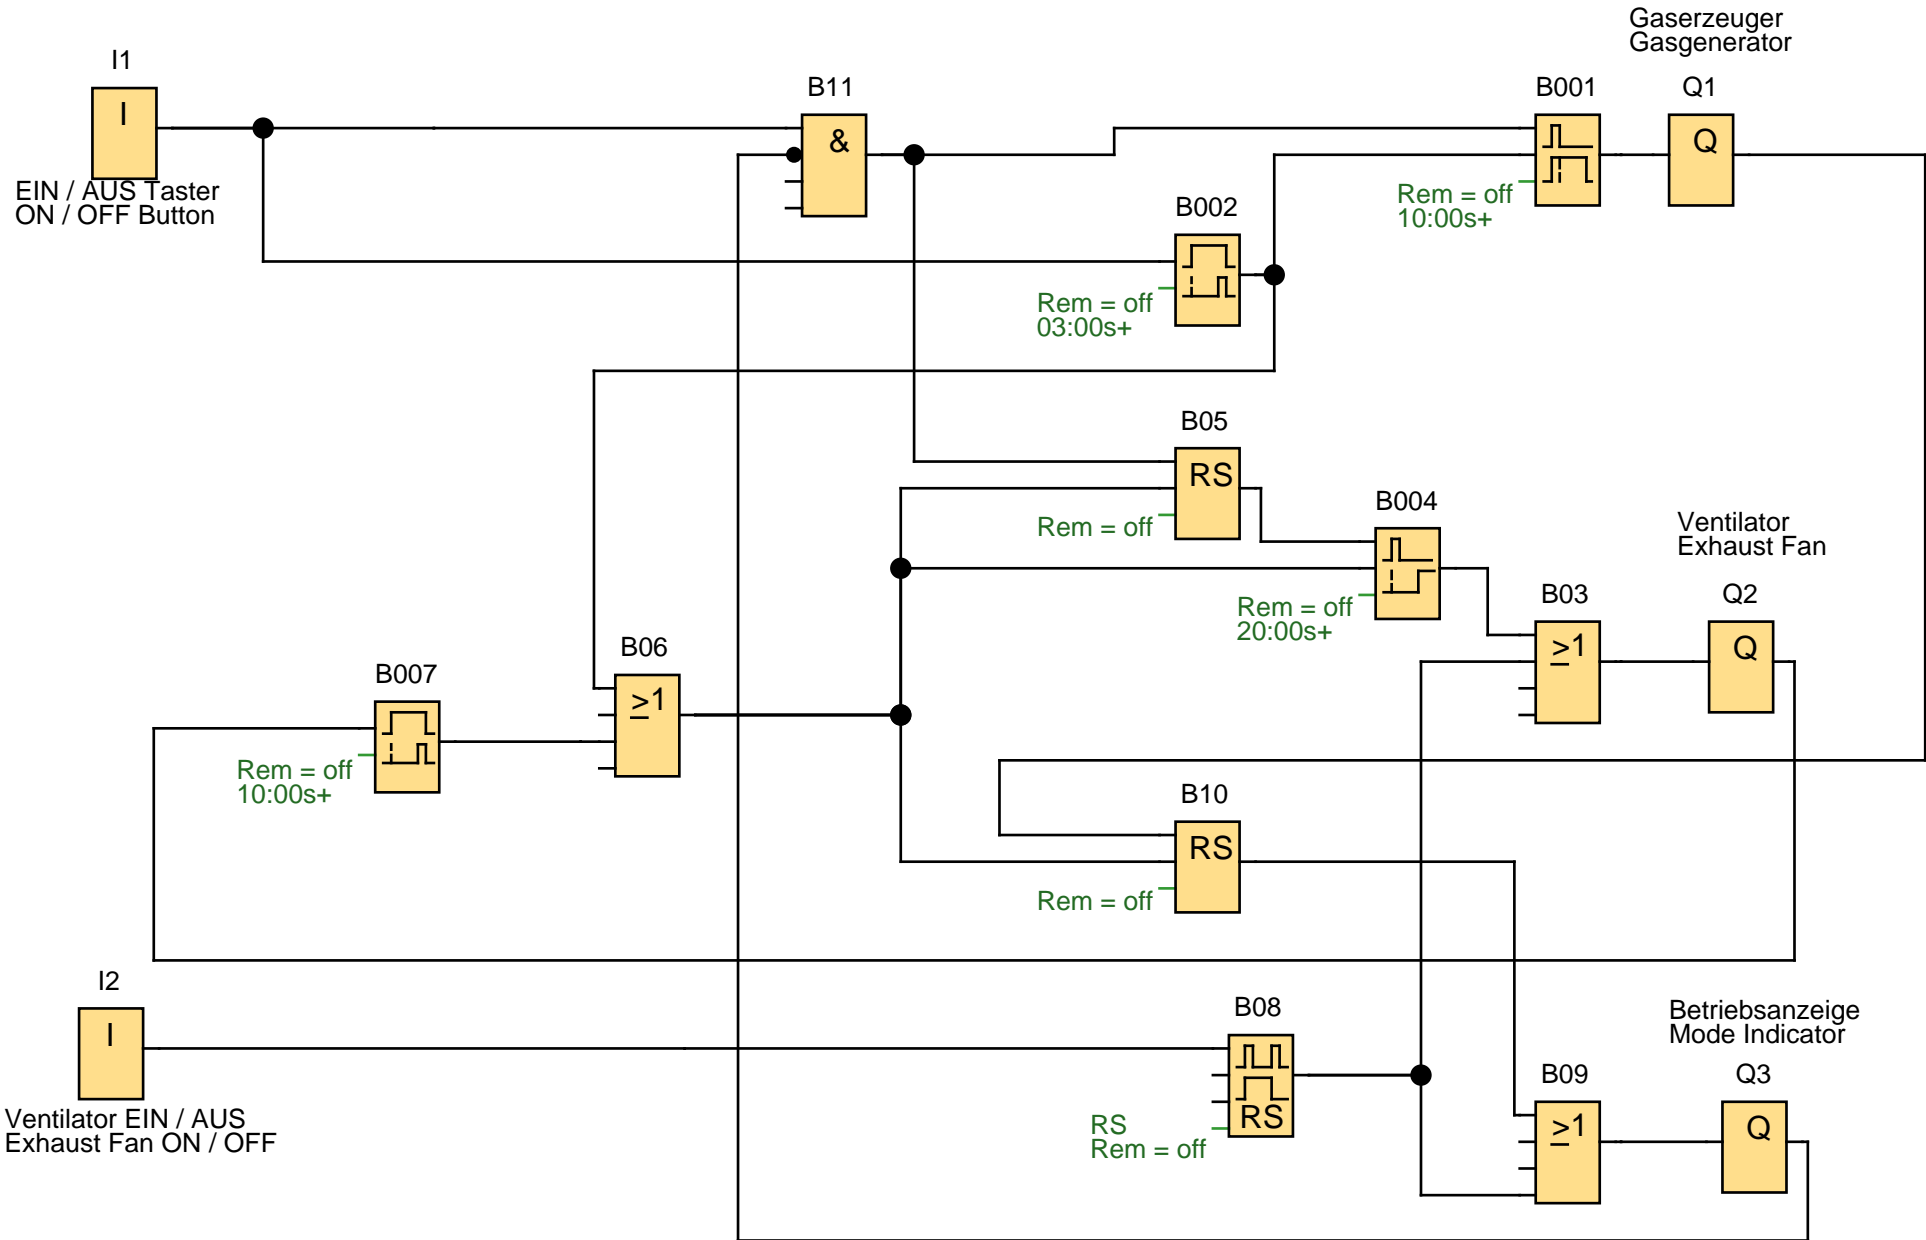 Gaserzeuger
Gasgenerator
I1
I
EIN / AUS Taster
ON / OFF Button
B11
&
B001
Rem = off
10:00s+
Q1
Q
B002
Rem = off
03:00s+
B05
RS
Rem = off
B004
Rem = off
20:00s+
Ventilator
Exhaust Fan
B03
≥1
Q2
Q
B06
≥1
B007
Rem = off
10:00s+
B10
RS
Rem = off
I2
I
Ventilator EIN / AUS
Exhaust Fan ON / OFF
B08
RS
RS
Rem = off
Betriebsanzeige
Mode Indicator
B09
≥1
Q3
Q